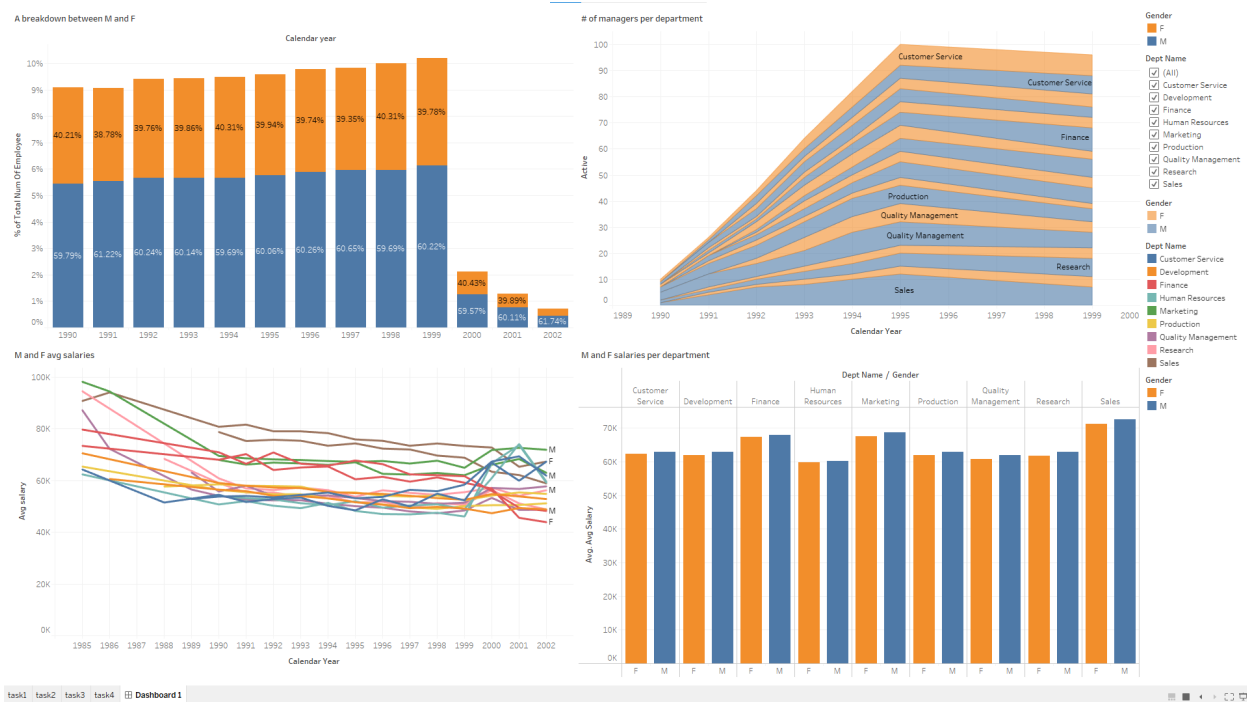 A breakdown between M and F
Calendar year
% of Total Num Of Employee
10%
9%
8%
7%
6%
5%
4%
3%
2%
1%
0%
40.21% 38.78% 39.76% 39.86% 40.31% 39.94% 39.74% 39.35% 40.31% 39.78% 40.43% 39.89%
59.79% 61.22% 60.24% 60.14% 59.69% 60.06% 60.26% 60.65% 59.69% 60.22% 59.57% 60.11% 61.74%
1990 1991 1992 1993 1994 1995 1996 1997 1998 1999 2000 2001 2002
# of managers per department
Active
100
90
80
70
60
50
40
30
20
10
0
Customer Service
Customer Service
Finance
Production
Quality Management
Quality Management
Research
Sales
1989 1990 1991 1992 1993 1994 1995 1996 1997 1998 1999 2000
Calendar Year
Gender
F
M
Dept Name
(All)
Customer Service
Development
Finance
Human Resources
Marketing
Production
Quality Management
Research
Sales
Gender
F
M
Dept Name
Customer Service
Development
Finance
Human Resources
Marketing
Production
Quality Management
Research
Sales
Gender
F
M
M and F avg salaries
Avg salary
100K
80K
60K
40K
20K
0K
M
F
M
M
M
F
1985 1986 1987 1988 1989 1990 1991 1992 1993 1994 1995 1996 1997 1998 1999 2000 2001 2002
Calendar Year
M and F salaries per department
Dept Name / Gender
Customer Service Development Finance Human Resources Marketing Production Quality Management Research Sales
Avg. Avg Salary
70K
60K
50K
40K
30K
20K
10K
0K
F M F M F M F M F M F M F M F M F M
task1 task2 task3 task4 Dashboard 1